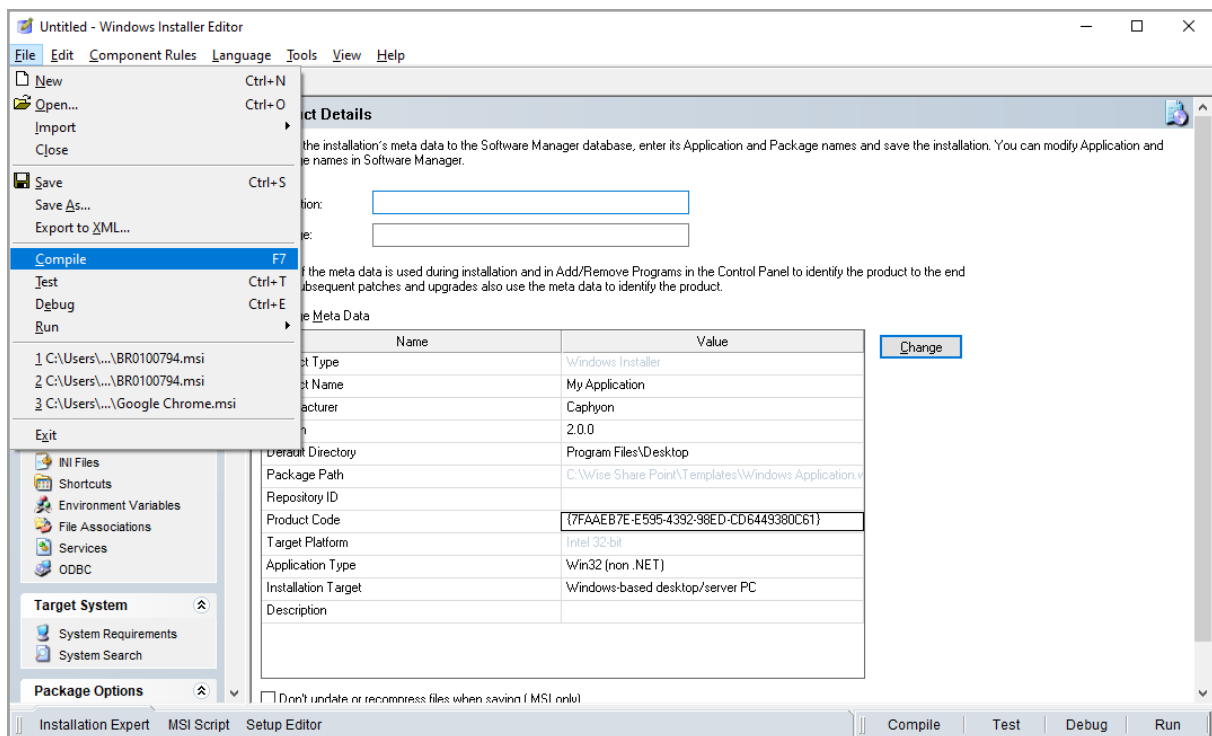 Untitled - Windows Installer Editor
File Edit Component Rules Language Tools View Help
New Ctrl+N
Open... Ctrl+O
Import
Close
Save Ctrl+S
Save As...
Export to XML...
Compile F7
Test Ctrl+T
Debug Ctrl+E
Run
1 C:\Users\...\BR0100794.msi
2 C:\Users\...\BR0100794.msi
3 C:\Users\...\Google Chrome.msi
Exit
INI Files
Shortcuts
Environment Variables
File Associations
Services
ODBC
Target System
System Requirements
System Search
Package Options
ct Details
the installation's meta data to the Software Manager database, enter its Application and Package names and save the installation. You can modify Application and
e names in Software Manager.
tion:
e:
f the meta data is used during installation and in Add/Remove Programs in the Control Panel to identify the product to the end
ubsequent patches and upgrades also use the meta data to identify the product.
e Meta Data
Name Value
ct Type Windows Installer
ct Name My Application
acturer Caphyon
2.0.0
Default Directory Program Files\Desktop
Package Path C:\Wise Share Point\Templates\Windows Application.w
Repository ID
Product Code {7FAAEB7E-E595-4392-98ED-CD6449380C61}
Target Platform Intel 32-bit
Application Type Win32 (non .NET)
Installation Target Windows-based desktop/server PC
Description
Change
Don't update or recompress files when saving (.MSI only)
Installation Expert MSI Script Setup Editor Compile Test Debug Run